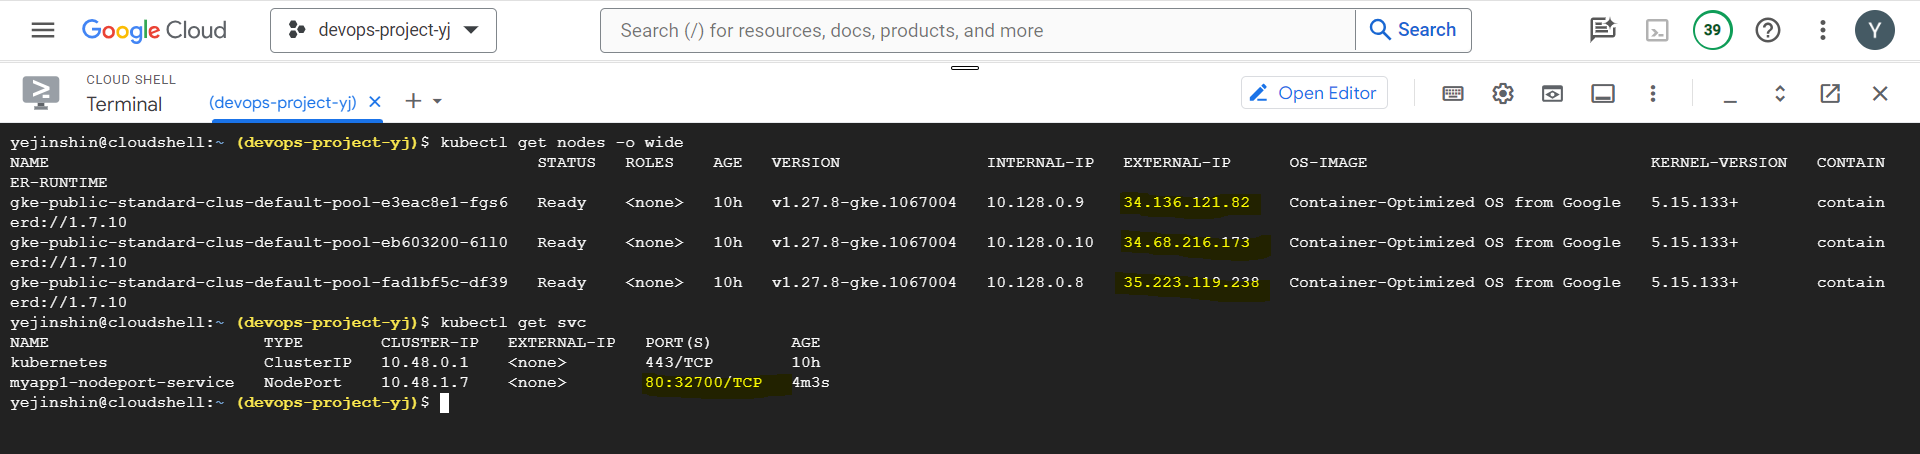 Google Cloud devops-project-yj Search (/) for resources, docs, products, and more Search 39 Y
CLOUD SHELL
Terminal (devops-project-yj) Open Editor
yejinshin@cloudshell:~ (devops-project-yj)$ kubectl get nodes -o wide
NAME STATUS ROLES AGE VERSION INTERNAL-IP EXTERNAL-IP OS-IMAGE KERNEL-VERSION CONTAIN
ER-RUNTIME
gke-public-standard-clus-default-pool-e3eac8e1-fgs6 Ready <none> 10h v1.27.8-gke.1067004 10.128.0.9 34.136.121.82 Container-Optimized OS from Google 5.15.133+ contain
erd://1.7.10
gke-public-standard-clus-default-pool-eb603200-61l0 Ready <none> 10h v1.27.8-gke.1067004 10.128.0.10 34.68.216.173 Container-Optimized OS from Google 5.15.133+ contain
erd://1.7.10
gke-public-standard-clus-default-pool-fad1bf5c-df39 Ready <none> 10h v1.27.8-gke.1067004 10.128.0.8 35.223.119.238 Container-Optimized OS from Google 5.15.133+ contain
erd://1.7.10
yejinshin@cloudshell:~ (devops-project-yj)$ kubectl get svc
NAME TYPE CLUSTER-IP EXTERNAL-IP PORT(S) AGE
kubernetes ClusterIP 10.48.0.1 <none> 443/TCP 10h
myapp1-nodeport-service NodePort 10.48.1.7 <none> 80:32700/TCP 4m3s
yejinshin@cloudshell:~ (devops-project-yj)$